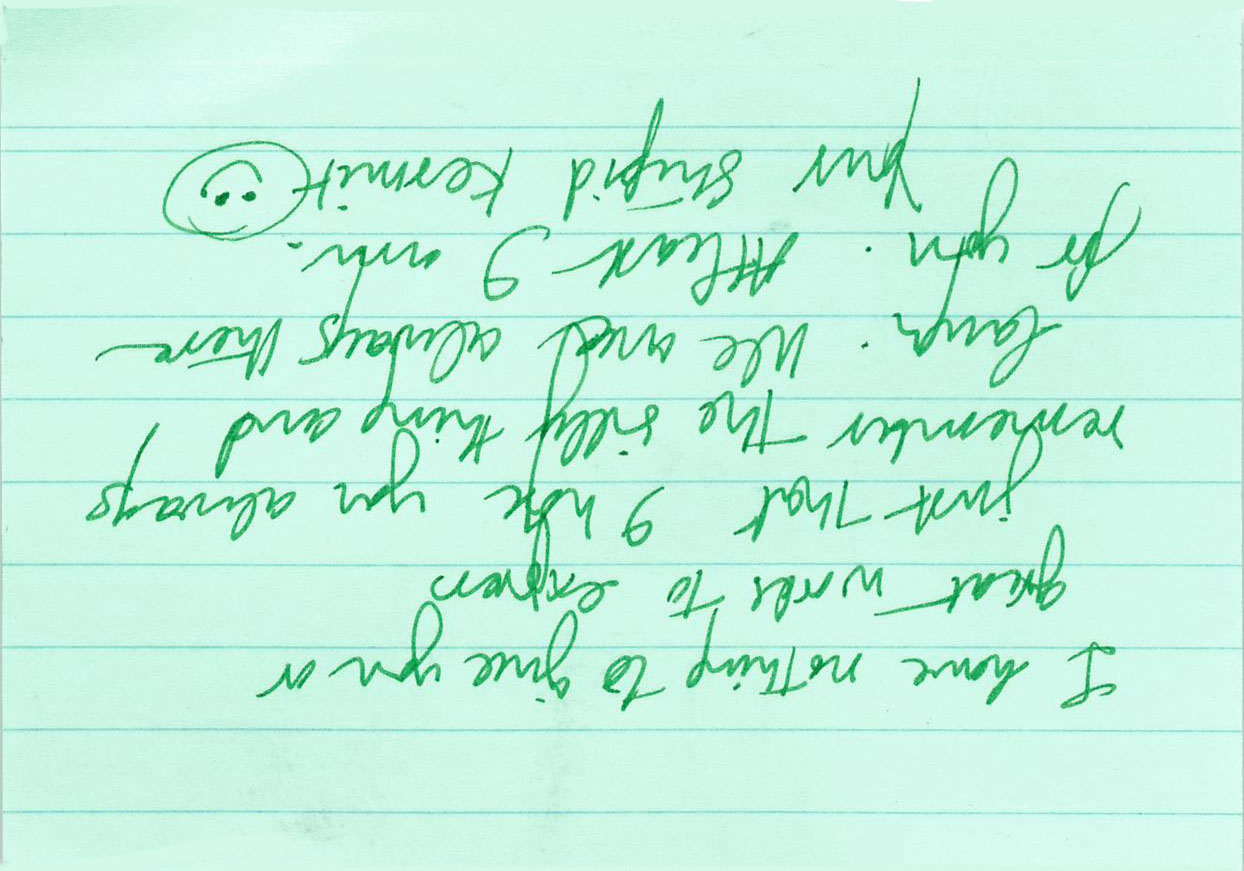 I have nothing to give you or
great words to express
just that I hope you always
remember the silly thing and
laugh. We are always there
for you. Atleast I am.
Your stupid Kermit